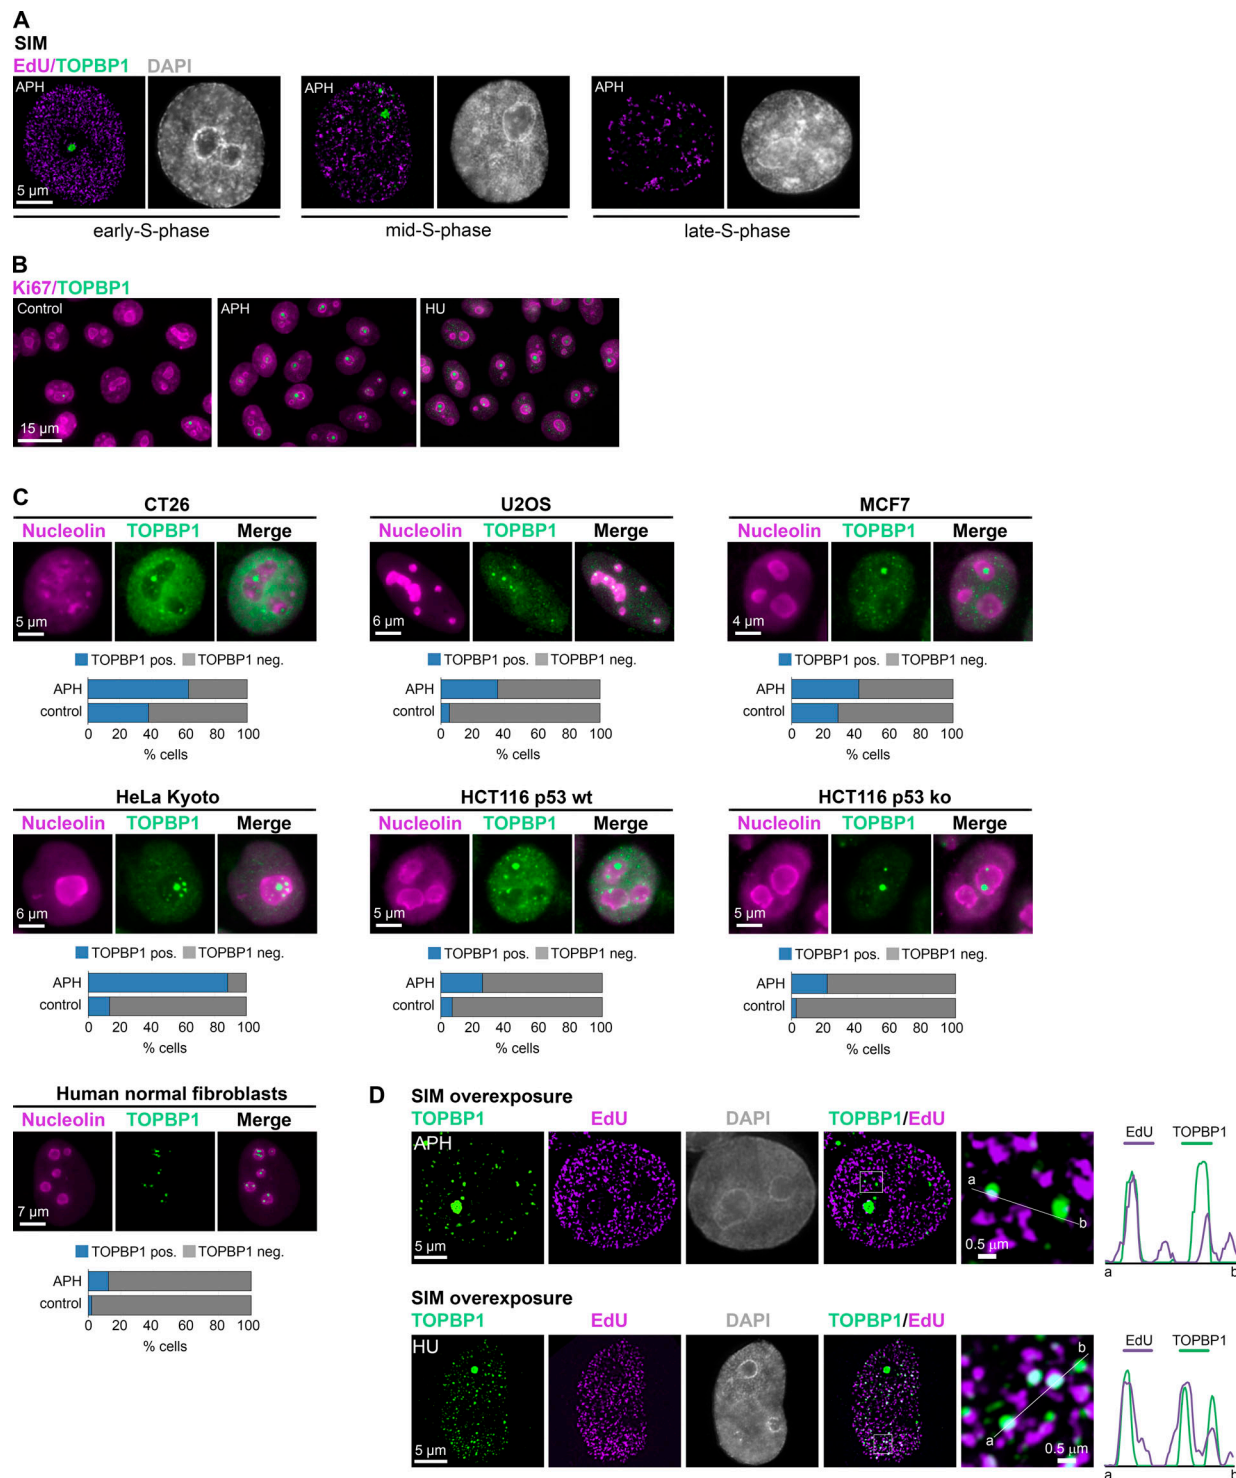 A
SIM
EdU/TOPBP1 DAPI
APH APH APH
5 µm
early-S-phase mid-S-phase late-S-phase
B
Ki67/TOPBP1
Control APH HU
15 µm
C
CT26 U2OS MCF7
Nucleolin TOPBP1 Merge Nucleolin TOPBP1 Merge Nucleolin TOPBP1 Merge
5 µm 6 µm 4 µm
TOPBP1 pos. TOPBP1 neg. TOPBP1 pos. TOPBP1 neg. TOPBP1 pos. TOPBP1 neg.
APH APH APH
control control control
0 20 40 60 80 100 0 20 40 60 80 100 0 20 40 60 80 100
% cells % cells % cells
HeLa Kyoto HCT116 p53 wt HCT116 p53 ko
Nucleolin TOPBP1 Merge Nucleolin TOPBP1 Merge Nucleolin TOPBP1 Merge
6 µm 5 µm 5 µm
TOPBP1 pos. TOPBP1 neg. TOPBP1 pos. TOPBP1 neg. TOPBP1 pos. TOPBP1 neg.
APH APH APH
control control control
0 20 40 60 80 100 0 20 40 60 80 100 0 20 40 60 80 100
% cells % cells % cells
Human normal fibroblasts
Nucleolin TOPBP1 Merge
7 µm
TOPBP1 pos. TOPBP1 neg.
APH
control
0 20 40 60 80 100
% cells
D
SIM overexposure
TOPBP1 EdU DAPI TOPBP1/EdU
APH
EdU TOPBP1
a
b
5 µm
0.5 µm
a b
SIM overexposure
TOPBP1 EdU DAPI TOPBP1/EdU
HU
EdU TOPBP1
b
a
5 µm
0.5 µm
a b